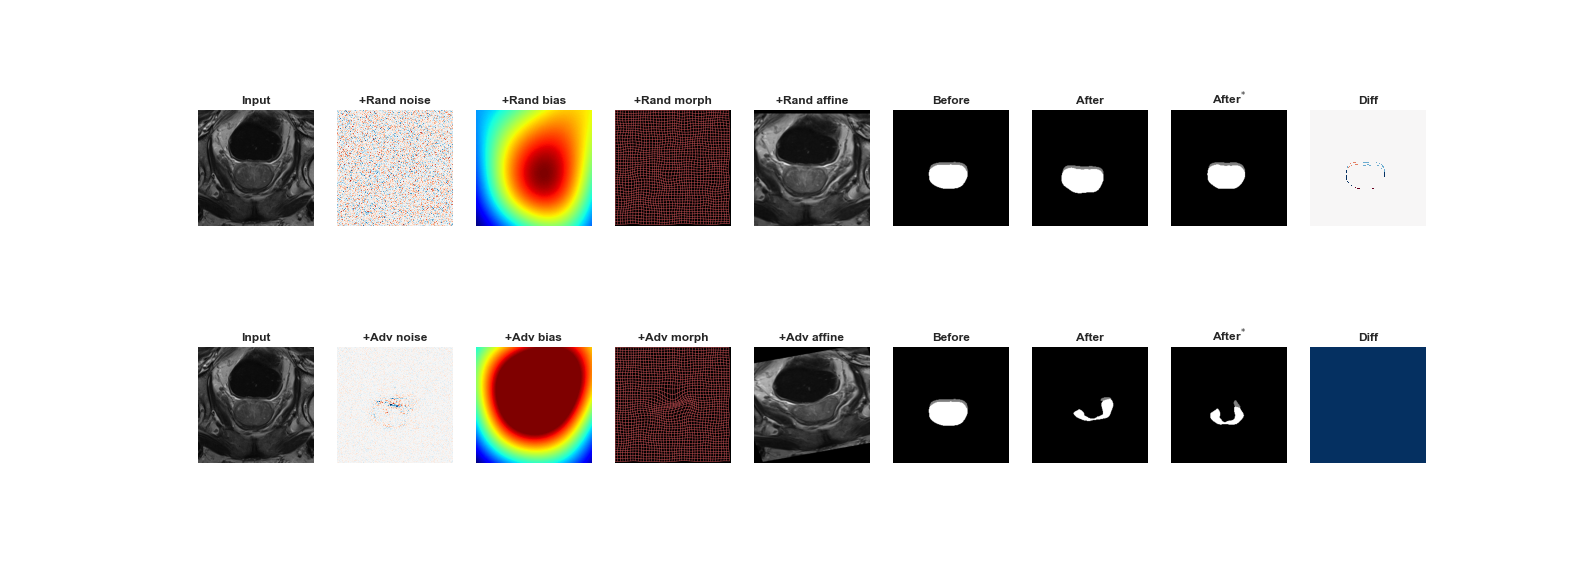 Input +Rand noise +Rand bias +Rand morph +Rand affine Before After After* Diff
Input +Adv noise +Adv bias +Adv morph +Adv affine Before After After* Diff